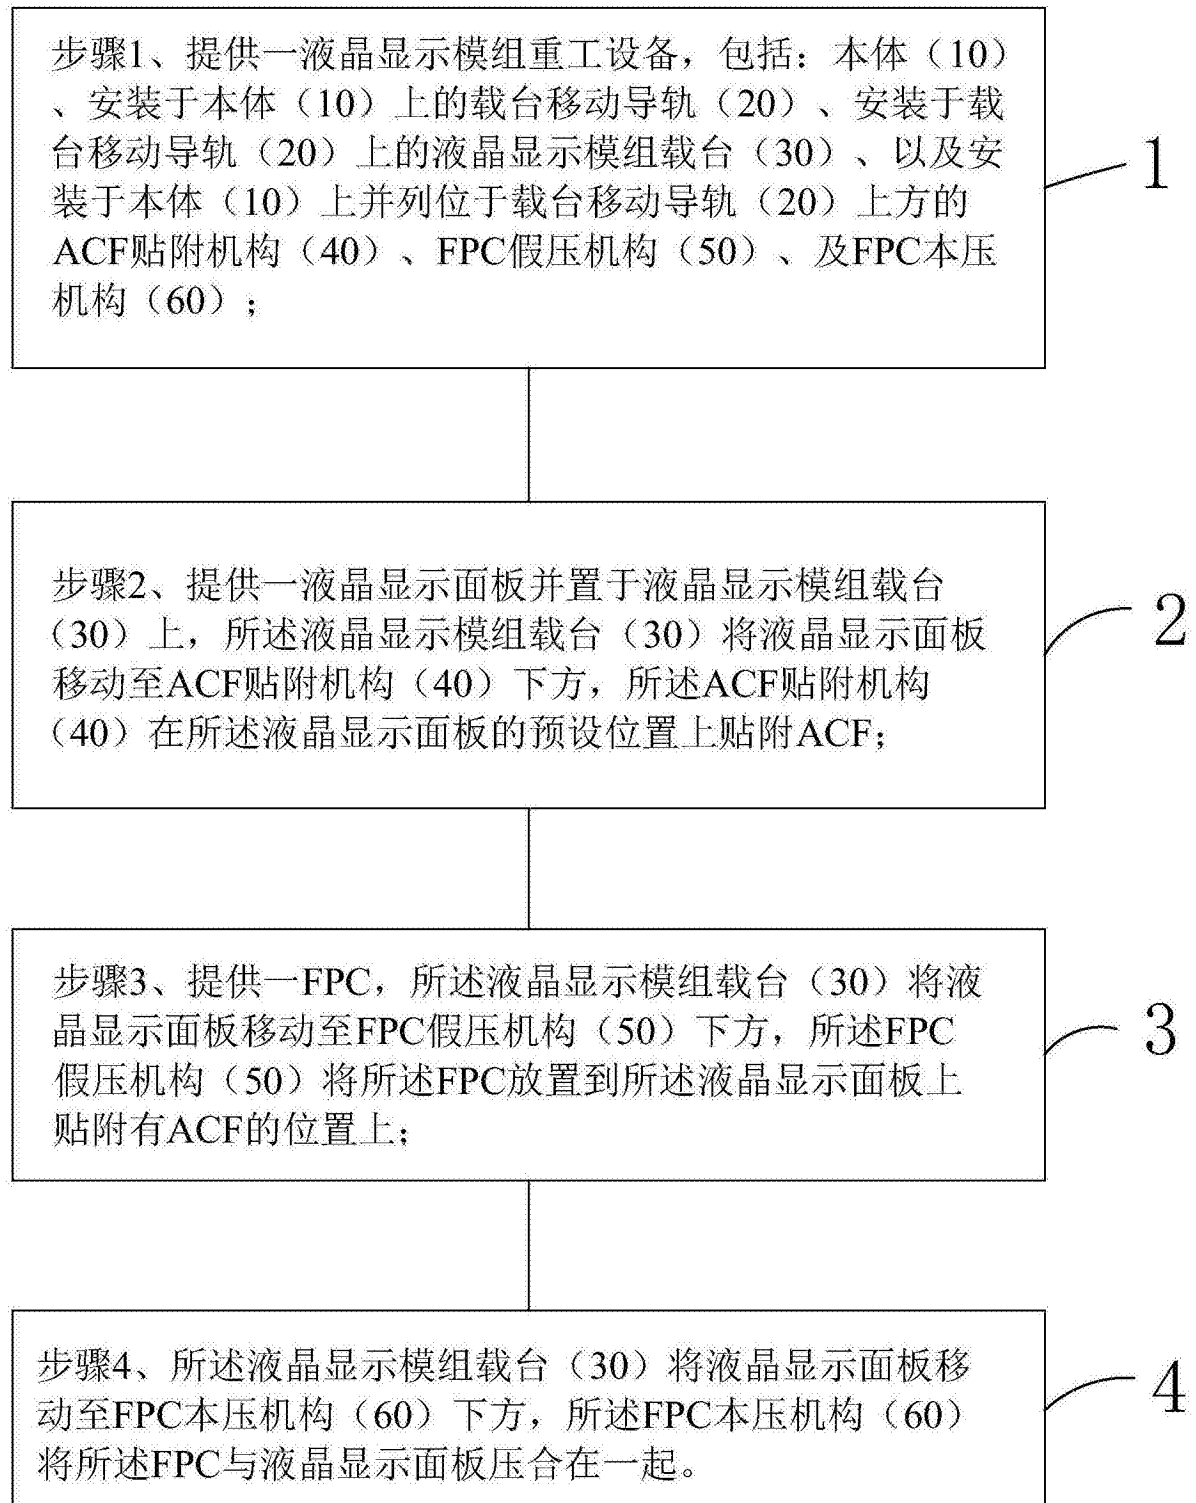 步骤1、提供一液晶显示模组重工设备，包括：本体（10）
、安装于本体（10）上的载台移动导轨（20）、安装于载
台移动导轨（20）上的液晶显示模组载台（30）、以及安
装于本体（10）上并列位于载台移动导轨（20）上方的
ACF贴附机构（40）、FPC假压机构（50）、及FPC本压
机构（60）；
1
步骤2、提供一液晶显示面板并置于液晶显示模组载台
（30）上，所述液晶显示模组载台（30）将液晶显示面板
移动至ACF贴附机构（40）下方，所述ACF贴附机构
（40）在所述液晶显示面板的预设位置上贴附ACF；
2
步骤3、提供一FPC，所述液晶显示模组载台（30）将液
晶显示面板移动至FPC假压机构（50）下方，所述FPC
假压机构（50）将所述FPC放置到所述液晶显示面板上
贴附有ACF的位置上；
3
步骤4、所述液晶显示模组载台（30）将液晶显示面板移
动至FPC本压机构（60）下方，所述FPC本压机构（60）
将所述FPC与液晶显示面板压合在一起。
4